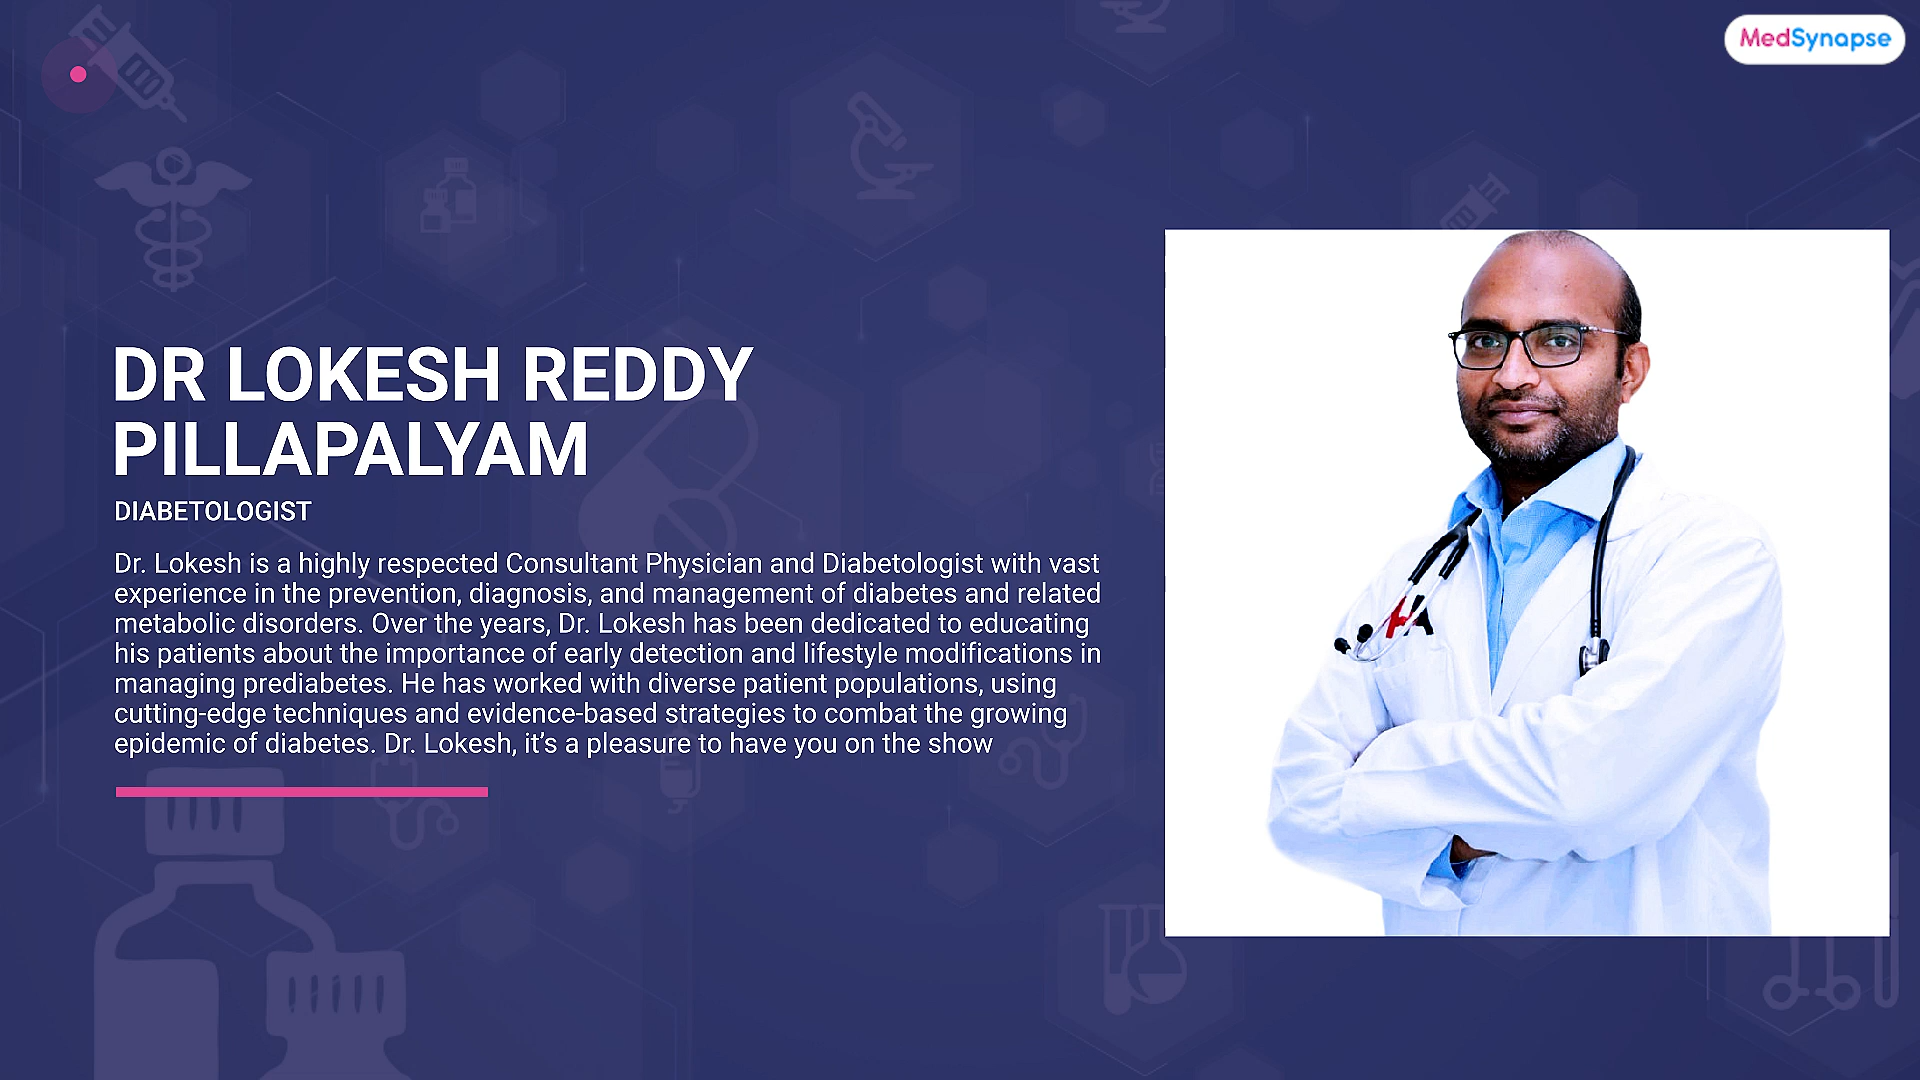 MedSynapse
DR LOKESH REDDY
PILLAPALYAM
DIABETOLOGIST
Dr. Lokesh is a highly respected Consultant Physician and Diabetologist with vast
experience in the prevention, diagnosis, and management of diabetes and related
metabolic disorders. Over the years, Dr. Lokesh has been dedicated to educating
his patients about the importance of early detection and lifestyle modifications in
managing prediabetes. He has worked with diverse patient populations, using
cutting-edge techniques and evidence-based strategies to combat the growing
epidemic of diabetes. Dr. Lokesh, it’s a pleasure to have you on the show